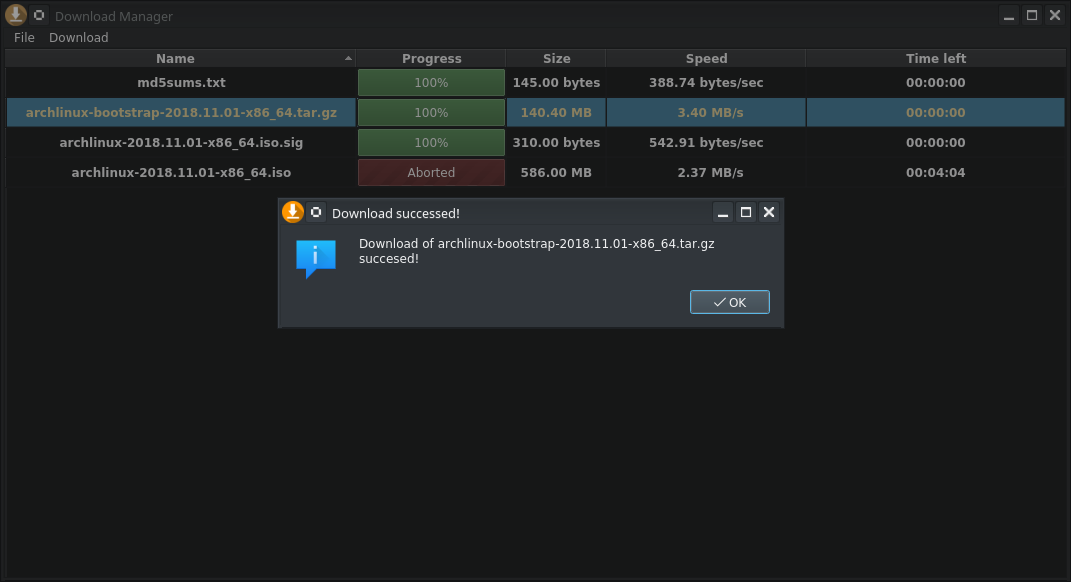 Download Manager
File Download
Name Progress Size Speed Time left
md5sums.txt 100% 145.00 bytes 388.74 bytes/sec 00:00:00
archlinux-bootstrap-2018.11.01-x86_64.tar.gz 100% 140.40 MB 3.40 MB/s 00:00:00
archlinux-2018.11.01-x86_64.iso.sig 100% 310.00 bytes 542.91 bytes/sec 00:00:00
archlinux-2018.11.01-x86_64.iso Aborted 586.00 MB 2.37 MB/s 00:04:04
Download successed!
Download of archlinux-bootstrap-2018.11.01-x86_64.tar.gz
succesed!
OK